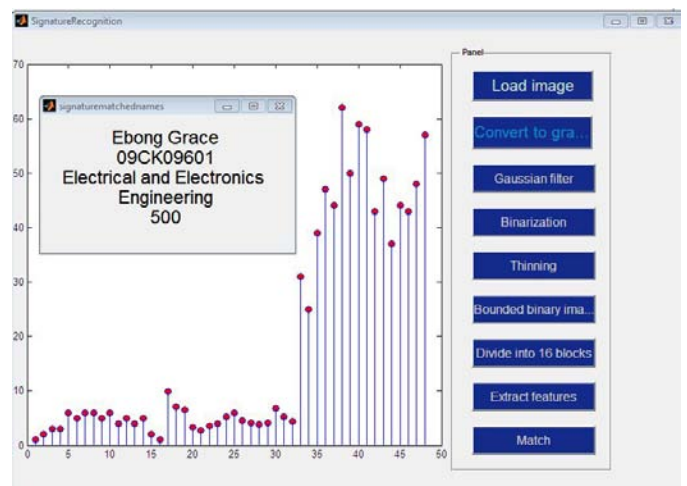 SignatureRecognition
Panel
70
60
50
40
30
20
10
0
0 5 10 15 20 25 30 35 40 45 50
signaturematchednames
Ebong Grace
09CK09601
Electrical and Electronics
Engineering
500
Load image
Convert to gra...
Gaussian filter
Binarization
Thinning
Bounded binary ima...
Divide into 16 blocks
Extract features
Match